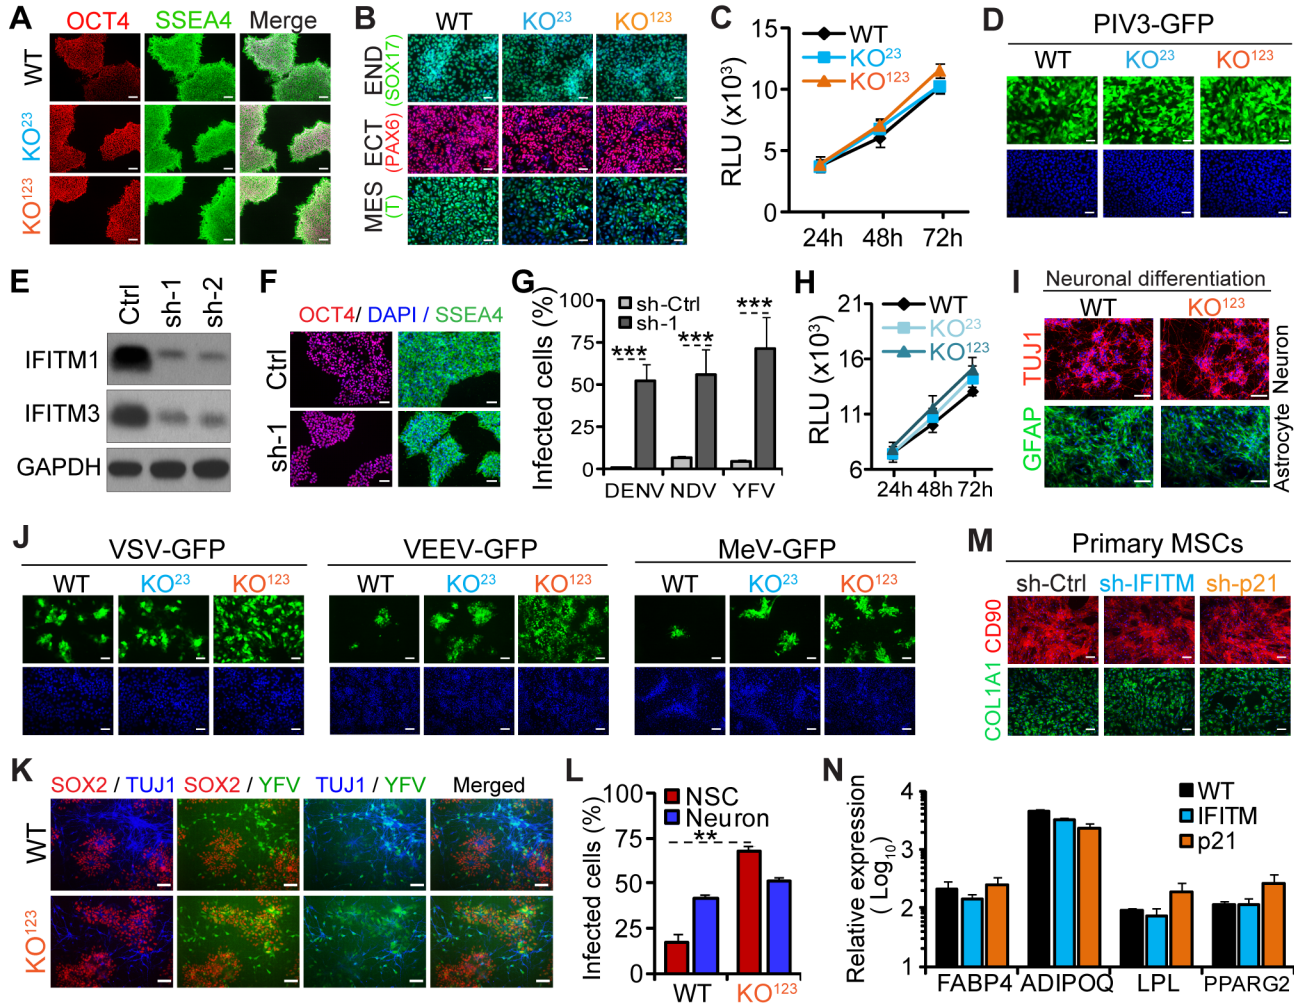 A
OCT4 SSEA4 Merge
WT
KO23
KO123
B
WT KO23 KO123
END (SOX17)
ECT (PAX6)
MES (T)
C
15
10
5
0
RLU (x10³)
WT
KO23
KO123
24h 48h 72h
D
PIV3-GFP
WT KO23 KO123
E
Ctrl sh-1 sh-2
IFITM1
IFITM3
GAPDH
F
OCT4/ DAPI / SSEA4
Ctrl
sh-1
G
Infected cells (%)
100
75
50
25
0
sh-Ctrl
sh-1
*** *** ***
DENV NDV YFV
H
RLU (x10³)
21
16
11
6
WT
KO23
KO123
24h 48h 72h
I
Neuronal differentiation
WT KO123
TUJ1
Neuron
GFAP
Astrocyte
J
VSV-GFP VEEV-GFP MeV-GFP
WT KO23 KO123 WT KO23 KO123 WT KO23 KO123
K
SOX2 / TUJ1 SOX2 / YFV TUJ1 / YFV Merged
WT
KO123
L
Infected cells (%)
100
75
50
25
0
NSC
Neuron
**
WT KO123
M
Primary MSCs
sh-Ctrl sh-IFITM sh-p21
CD90
COL1A1
N
Relative expression
( Log10)
4
3
2
1
WT
IFITM
p21
FABP4 ADIPOQ LPL PPARG2